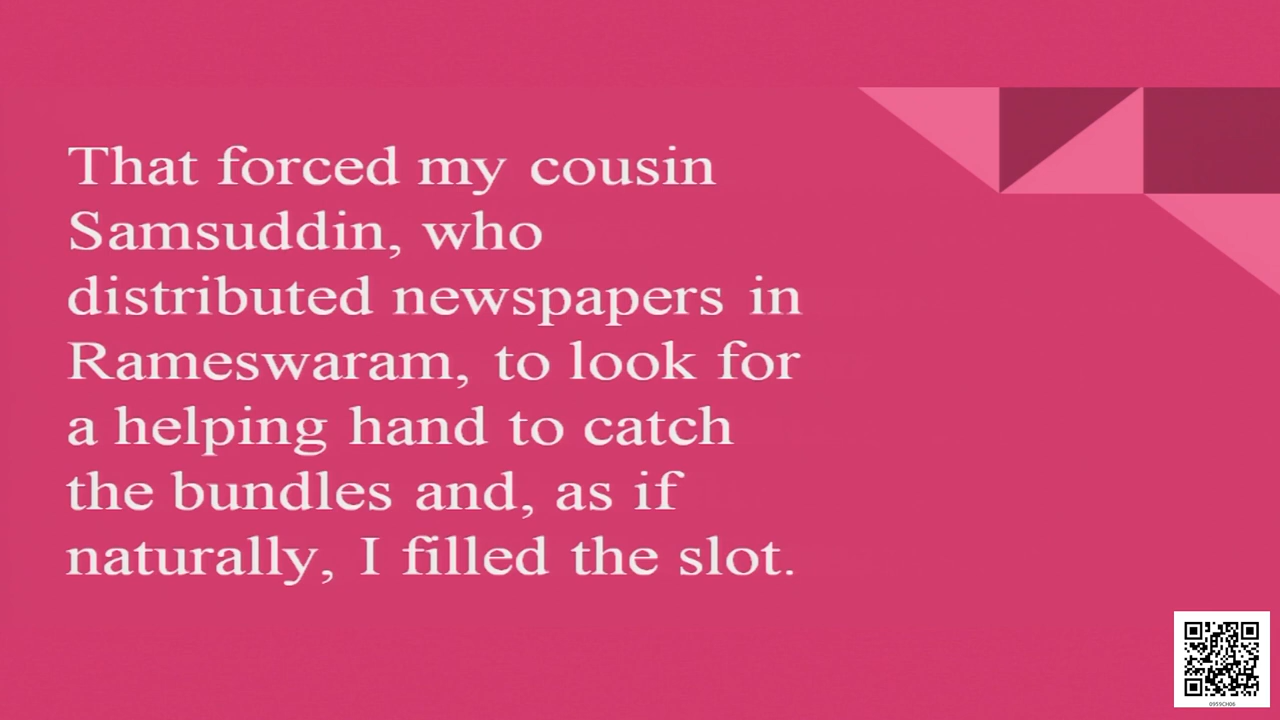 That forced my cousin
Samsuddin, who
distributed newspapers in
Rameswaram, to look for
a helping hand to catch
the bundles and, as if
naturally, I filled the slot.
0959CH06